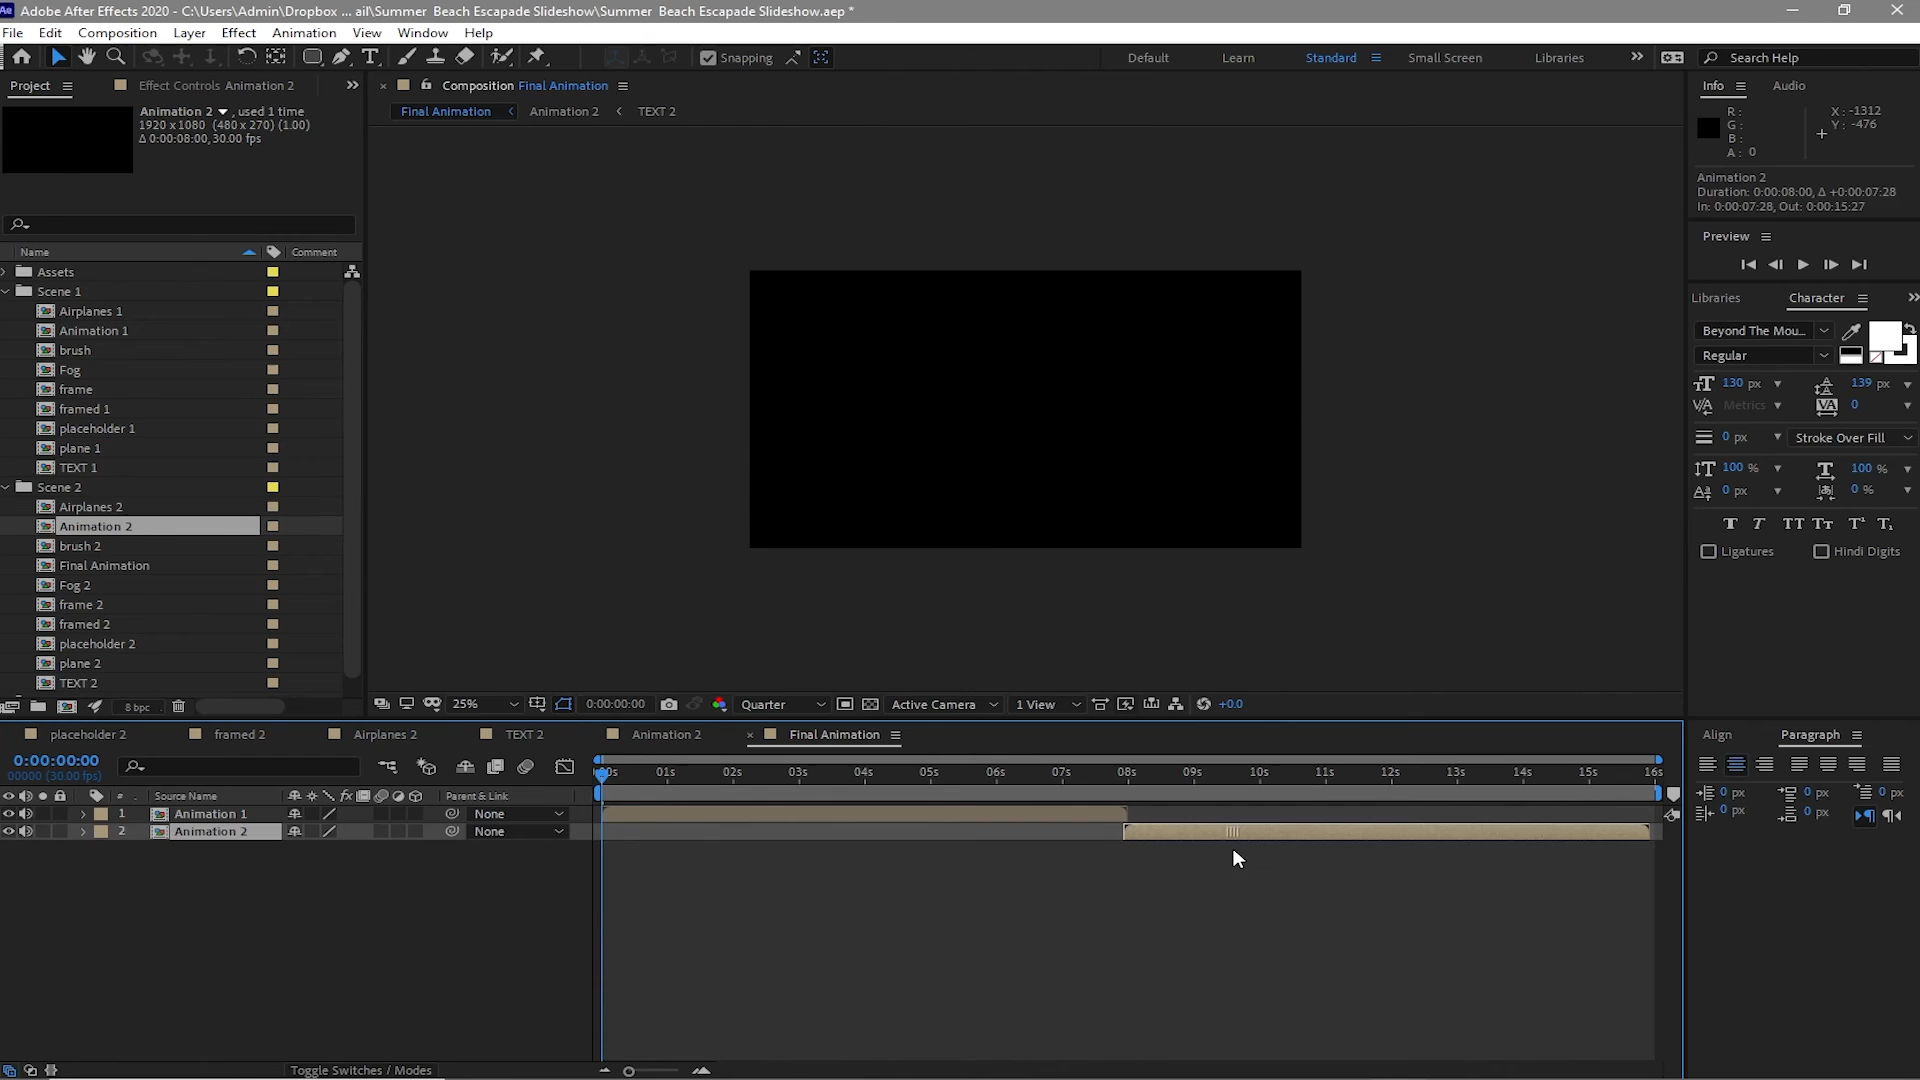 Adobe After Effects 2020 - C:\Users\Admin\Dropbox ... ail\Summer  Beach Escapade Slideshow\Summer  Beach Escapade Slideshow.aep *
File Edit Composition Layer Effect Animation View Window Help
Snapping Default Learn Standard Small Screen Libraries Search Help
Project Effect Controls Animation 2
Composition Final Animation
Info Audio
Animation 2 , used 1 time
1920 x 1080 (480 x 270) (1.00)
Δ 0:00:08:00, 30.00 fps
Final Animation Animation 2 TEXT 2
R :
G :
B :
A : 0
X : -1312
Y : -476
Animation 2
Duration: 0:00:08:00, Δ +0:00:07:28
In: 0:00:07:28, Out: 0:00:15:27
Preview
Name Comment
Assets
Scene 1
Airplanes 1
Animation 1
brush
Fog
frame
framed 1
placeholder 1
plane 1
TEXT 1
Scene 2
Airplanes 2
Animation 2
brush 2
Final Animation
Fog 2
frame 2
framed 2
placeholder 2
plane 2
TEXT 2
8 bpc
Libraries Character
Beyond The Mou...
Regular
130 px 139 px
Metrics 0
0 px Stroke Over Fill
100 % 100 %
0 px 0 %
T T TT Tт T¹ T₁
Ligatures Hindi Digits
25% 0:00:00:00 Quarter Active Camera 1 View +0.0
placeholder 2 framed 2 Airplanes 2 TEXT 2 Animation 2 Final Animation
Align Paragraph
0:00:00:00
00000 (30.00 fps)
00s 01s 02s 03s 04s 05s 06s 07s 08s 09s 10s 11s 12s 13s 14s 15s 16s
# Source Name fx Parent & Link
1 Animation 1 None
2 Animation 2 None
0 px 0 px 0 px
0 px 0 px
Toggle Switches / Modes